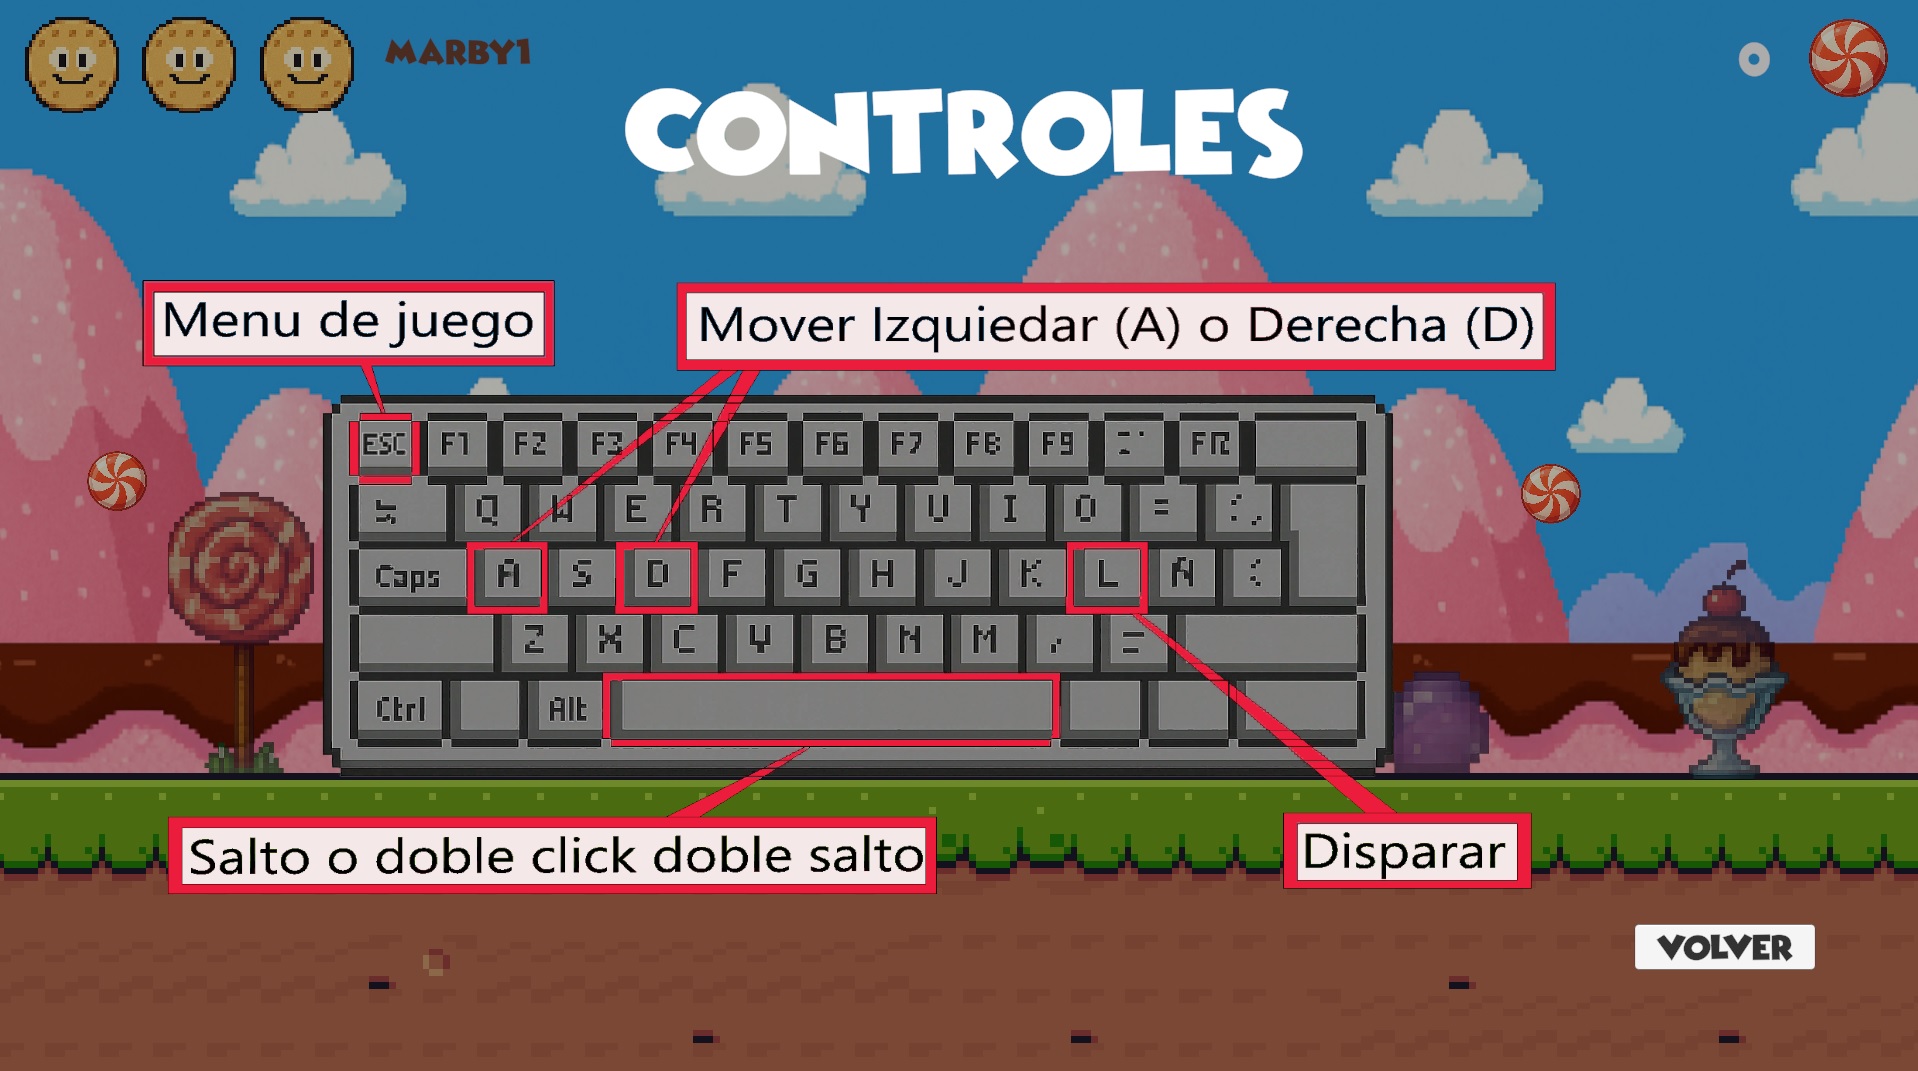 MARBY1
0
CONTROLES
Menu de juego
Mover Izquiedar (A) o Derecha (D)
ESC F1 F2 F3 F4 F5 F6 F7 F8 F9
Q W E R T Y U I O =
Caps A S D F G H J K L
Z X C V B N M ,
Ctrl Alt
Salto o doble click doble salto
Disparar
VOLVER